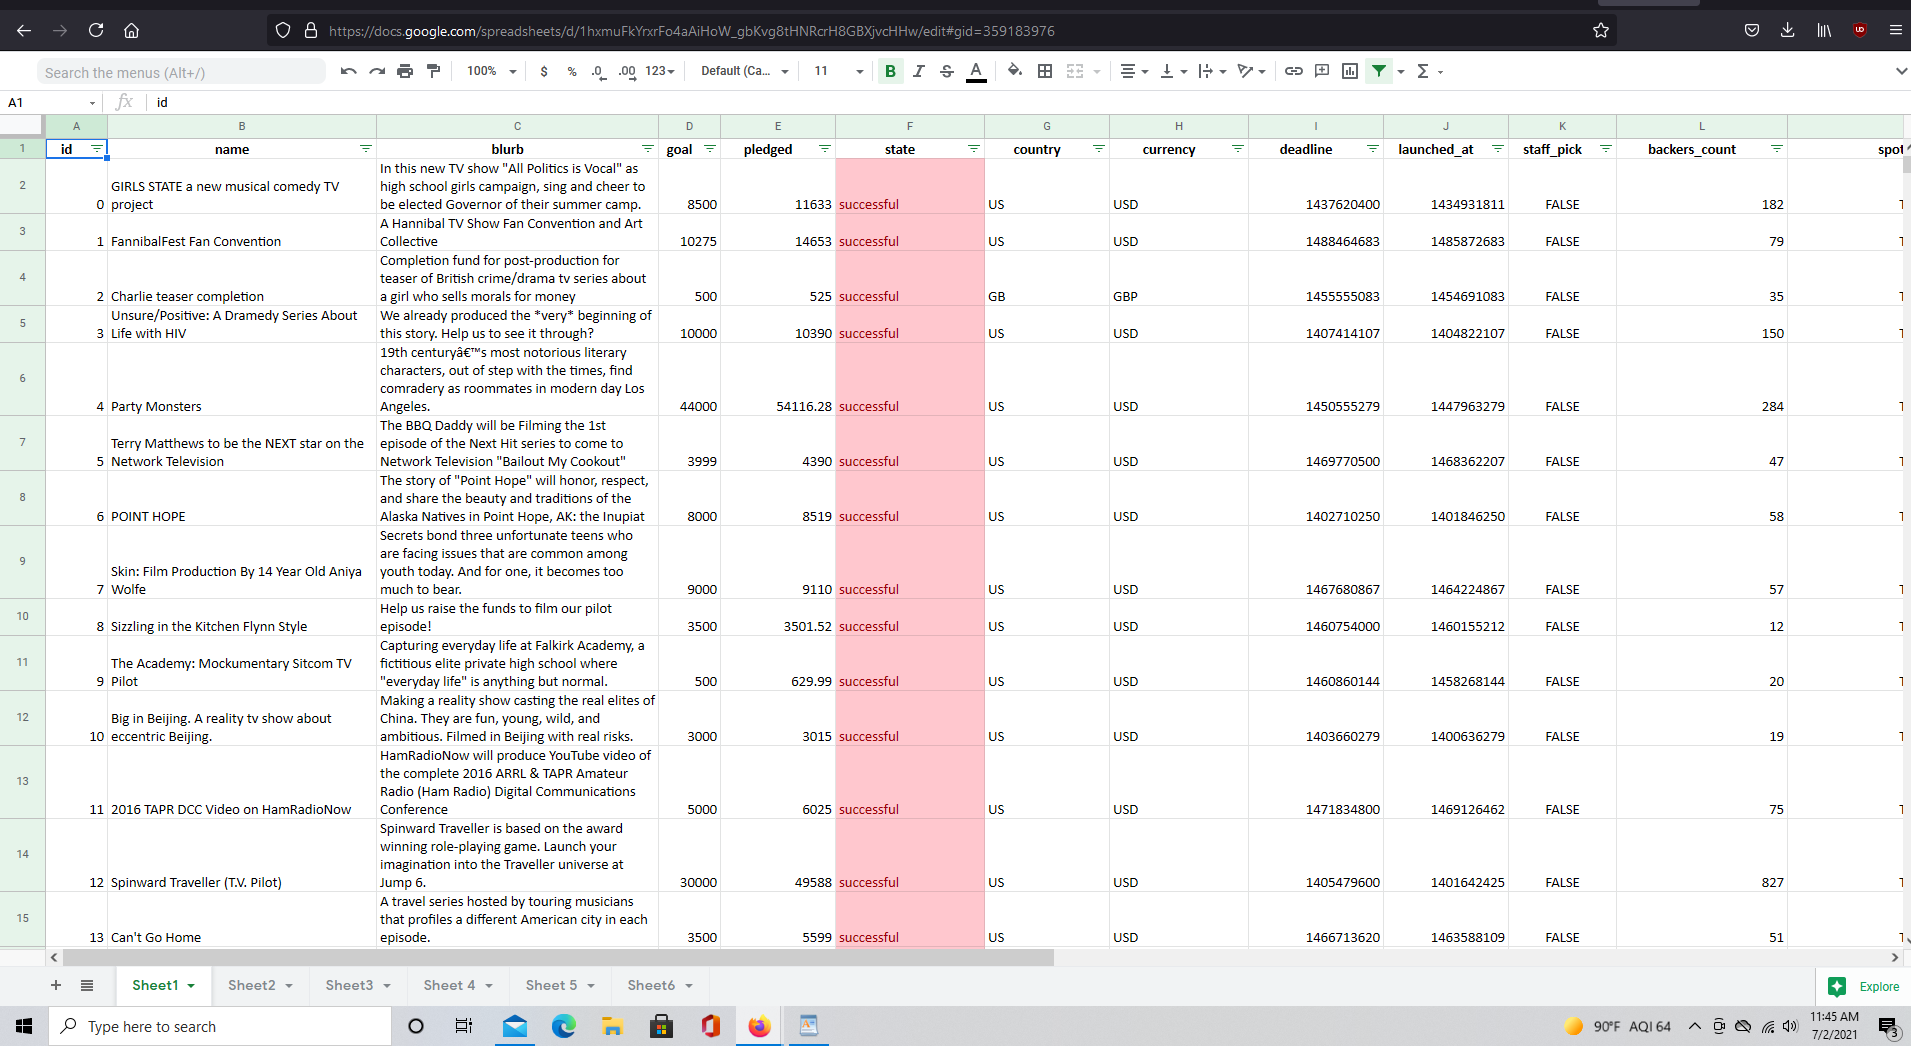 https://docs.google.com/spreadsheets/d/1hxmuFkYrxrFo4aAiHoW_gbKvg8tHNRcrH8GBXjvcHHw/edit#gid=359183976
Search the menus (Alt+/) 100% $ % .0 .00 123 Default (Ca... 11 B I S A
A1 fx id
A B C D E F G H I J K L
1 id name blurb goal pledged state country currency deadline launched_at staff_pick backers_count spot
In this new TV show "All Politics is Vocal" as
2 GIRLS STATE a new musical comedy TV high school girls campaign, sing and cheer to
0 project be elected Governor of their summer camp. 8500 11633 successful US USD 1437620400 1434931811 FALSE 182
3 A Hannibal TV Show Fan Convention and Art
1 FannibalFest Fan Convention Collective 10275 14653 successful US USD 1488464683 1485872683 FALSE 79
Completion fund for post-production for
4 teaser of British crime/drama tv series about
2 Charlie teaser completion a girl who sells morals for money 500 525 successful GB GBP 1455555083 1454691083 FALSE 35
5 Unsure/Positive: A Dramedy Series About We already produced the *very* beginning of
3 Life with HIV this story. Help us to see it through? 10000 10390 successful US USD 1407414107 1404822107 FALSE 150
19th centuryâ€™s most notorious literary
6 characters, out of step with the times, find
comradery as roommates in modern day Los
4 Party Monsters Angeles. 44000 54116.28 successful US USD 1450555279 1447963279 FALSE 284
The BBQ Daddy will be Filming the 1st
7 Terry Matthews to be the NEXT star on the episode of the Next Hit series to come to
5 Network Television Network Television "Bailout My Cookout" 3999 4390 successful US USD 1469770500 1468362207 FALSE 47
The story of "Point Hope" will honor, respect,
8 and share the beauty and traditions of the
6 POINT HOPE Alaska Natives in Point Hope, AK: the Inupiat 8000 8519 successful US USD 1402710250 1401846250 FALSE 58
Secrets bond three unfortunate teens who
9 are facing issues that are common among
Skin: Film Production By 14 Year Old Aniya youth today. And for one, it becomes too
7 Wolfe much to bear. 9000 9110 successful US USD 1467680867 1464224867 FALSE 57
10 Help us raise the funds to film our pilot
8 Sizzling in the Kitchen Flynn Style episode! 3500 3501.52 successful US USD 1460754000 1460155212 FALSE 12
Capturing everyday life at Falkirk Academy, a
11 The Academy: Mockumentary Sitcom TV fictitious elite private high school where
9 Pilot "everyday life" is anything but normal. 500 629.99 successful US USD 1460860144 1458268144 FALSE 20
Making a reality show casting the real elites of
12 Big in Beijing. A reality tv show about China. They are fun, young, wild, and
10 eccentric Beijing. ambitious. Filmed in Beijing with real risks. 3000 3015 successful US USD 1403660279 1400636279 FALSE 19
HamRadioNow will produce YouTube video of
13 the complete 2016 ARRL & TAPR Amateur
Radio (Ham Radio) Digital Communications
11 2016 TAPR DCC Video on HamRadioNow Conference 5000 6025 successful US USD 1471834800 1469126462 FALSE 75
Spinward Traveller is based on the award
14 winning role-playing game. Launch your
imagination into the Traveller universe at
12 Spinward Traveller (T.V. Pilot) Jump 6. 30000 49588 successful US USD 1405479600 1401642425 FALSE 827
A travel series hosted by touring musicians
15 that profiles a different American city in each
13 Can't Go Home episode. 3500 5599 successful US USD 1466713620 1463588109 FALSE 51
Sheet1 Sheet2 Sheet3 Sheet 4 Sheet 5 Sheet6 Explore
Type here to search 90°F AQI 64 11:45 AM
7/2/2021 3